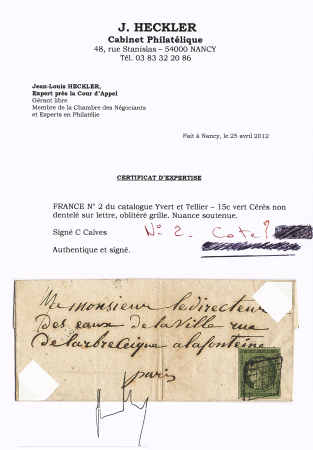 J. HECKLER
Cabinet Philatélique
48, rue Stanislas – 54000 NANCY
Tél. 03 83 32 20 86
Jean-Louis HECKLER,
Expert près la Cour d'Appel
Gérant libre
Membre de la Chambre des Négociants
et Experts en Philatélie
Fait à Nancy, le 25 avril 2012
CERTIFICAT D'EXPERTISE
FRANCE N° 2 du catalogue Yvert et Tellier – 15c vert Cérès non
dentelé sur lettre, oblitéré grille. Nuance soutenue.
Signé C Calves
N° 2. Cote?
Authentique et signé.
monsieur le directeur
Des eaux de la Ville rue
de larbre a la fonteine
paris